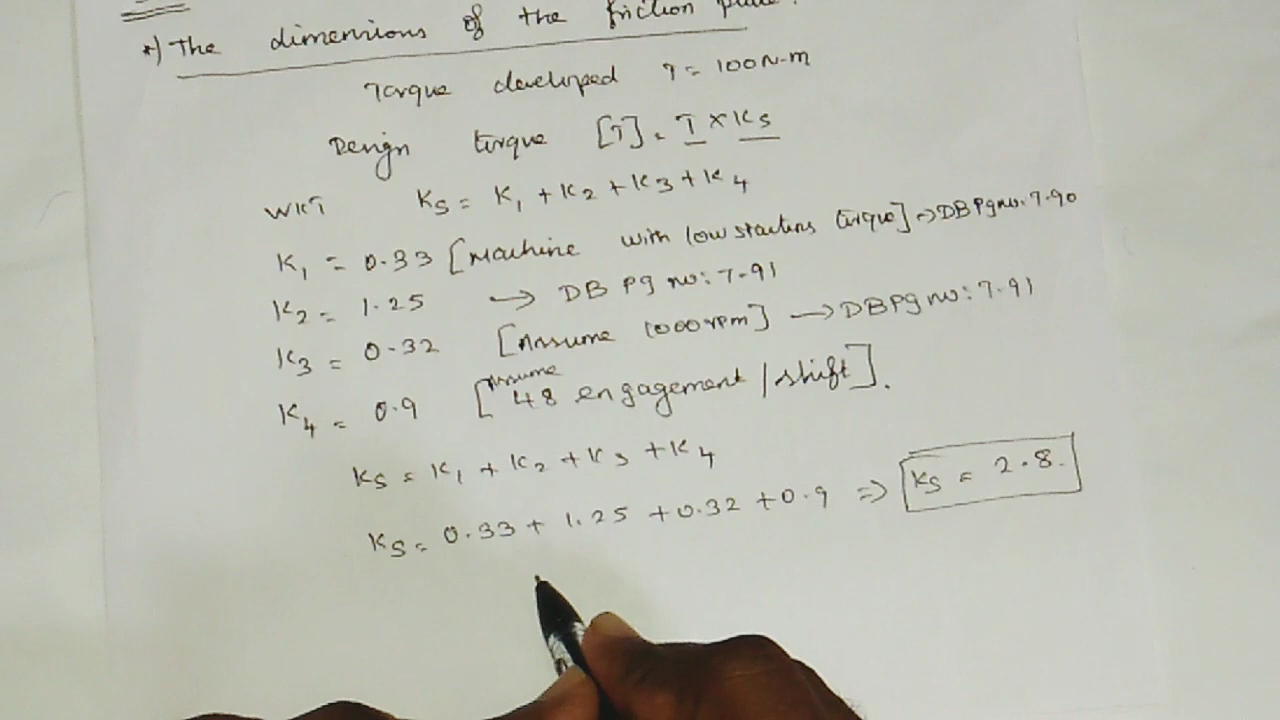 *) The dimensions of the friction plate.
Torque developed T = 100 N-m
Design torque [T] = T × Ks
WKT Ks = K1 + K2 + K3 + K4
K1 = 0.33 [Machine with low starting torque] → DB Pg no. 7.90
K2 = 1.25 → DB Pg no: 7.91
K3 = 0.32 [Assume 1000 rpm] → DB Pg no: 7.91
K4 = 0.9 [Assume 48 engagement / shift].
Ks = K1 + K2 + K3 + K4
Ks = 0.33 + 1.25 + 0.32 + 0.9 ⇒ Ks = 2.8.